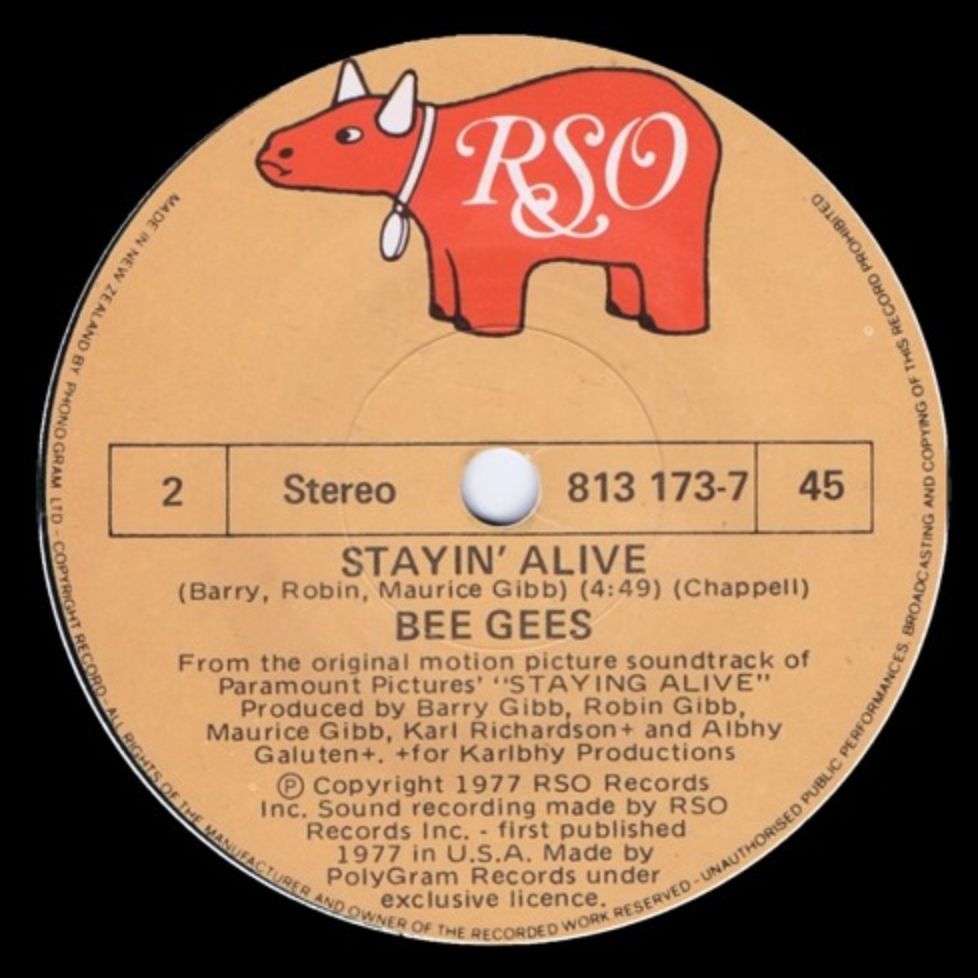 RSO
2 Stereo 813 173-7 45
STAYIN' ALIVE
(Barry, Robin, Maurice Gibb) (4:49) (Chappell)
BEE GEES
From the original motion picture soundtrack of
Paramount Pictures' "STAYING ALIVE"
Produced by Barry Gibb, Robin Gibb,
Maurice Gibb, Karl Richardson+ and Albhy
Galuten+. +for Karlbhy Productions
Ⓟ Copyright 1977 RSO Records
Inc. Sound recording made by RSO
Records Inc. - first published
1977 in U.S.A. Made by
PolyGram Records under
exclusive licence.
MADE IN NEW ZEALAND BY PHONOGRAM LTD - COPYRIGHT RECORD - ALL RIGHTS OF THE MANUFACTURER AND OWNER OF THE RECORDED WORK RESERVED - UNAUTHORISED PUBLIC PERFORMANCES, BROADCASTING AND COPYING OF THIS RECORD PROHIBITED